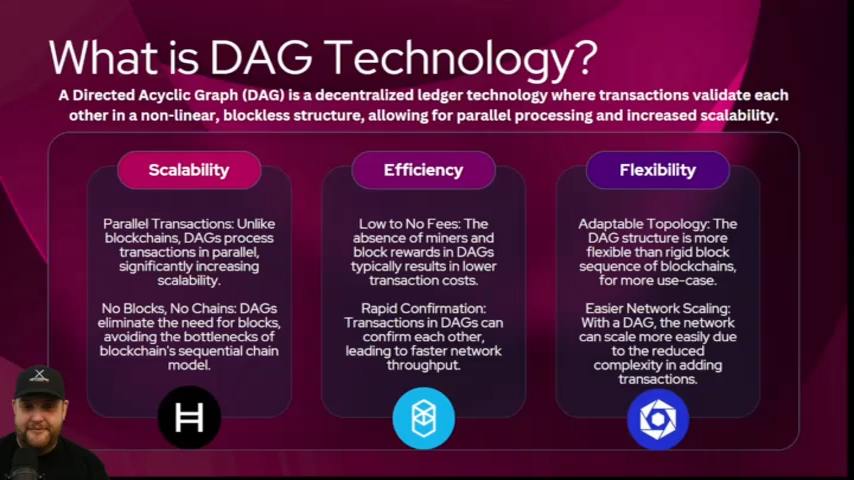 What is DAG Technology?
A Directed Acyclic Graph (DAG) is a decentralized ledger technology where transactions validate each
other in a non-linear, blockless structure, allowing for parallel processing and increased scalability.
Scalability
Parallel Transactions: Unlike
blockchains, DAGs process
transactions in parallel,
significantly increasing
scalability.
No Blocks, No Chains: DAGs
eliminate the need for blocks,
avoiding the bottlenecks of
blockchain's sequential chain
model.
Efficiency
Low to No Fees: The
absence of miners and
block rewards in DAGs
typically results in lower
transaction costs.
Rapid Confirmation:
Transactions in DAGs can
confirm each other,
leading to faster network
throughput.
Flexibility
Adaptable Topology: The
DAG structure is more
flexible than rigid block
sequence of blockchains,
for more use-case.
Easier Network Scaling:
With a DAG, the network
can scale more easily due
to the reduced
complexity in adding
transactions.